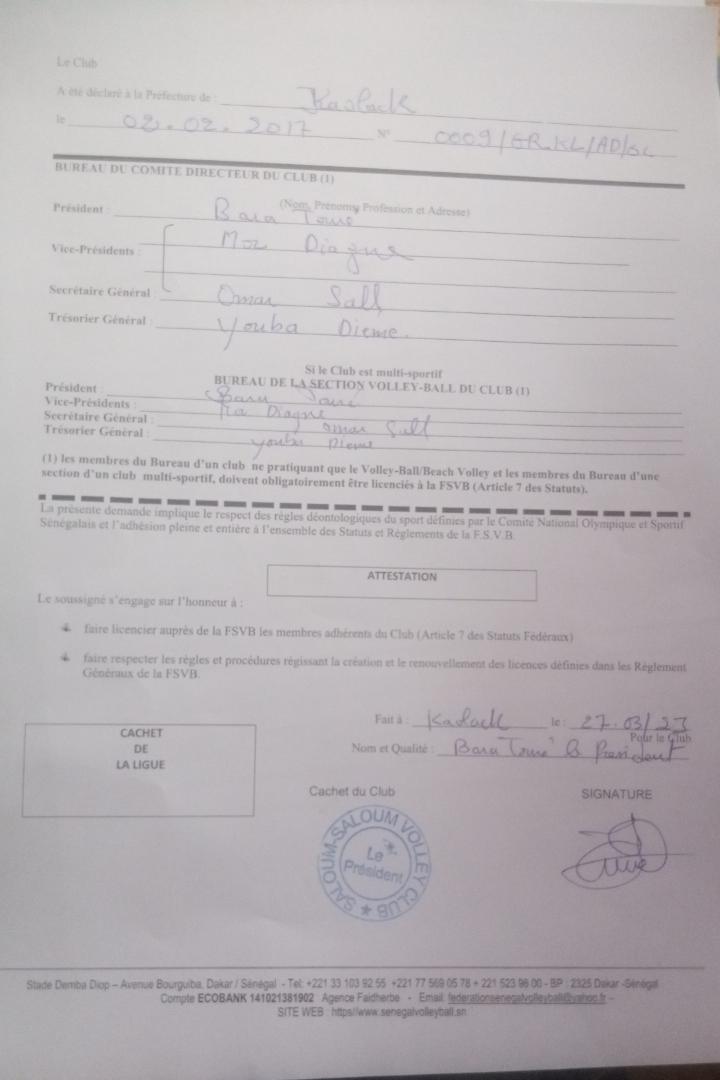 Le Club
A été déclaré à la Préfecture de : Kaolack
le 02.02.2017 N° 0009/GR.KL/AD/sc
BUREAU DU COMITE DIRECTEUR DU CLUB (1)
(Nom, Prénoms, Profession et Adresse)
Président : Bara Toure
Vice-Présidents : Diagne
Secrétaire Général : Omar Sall
Trésorier Général : Youba Dieme.
Si le Club est multi-sportif
BUREAU DE LA SECTION VOLLEY-BALL DU CLUB (1)
Président : Bara Touré
Vice-Présidents : Diagne
Secrétaire Général : Omar Sall
Trésorier Général : Youba Dieme
(1) les membres du Bureau d'un club ne pratiquant que le Volley-Ball/Beach Volley et les membres du Bureau d'une
section d'un club multi-sportif, doivent obligatoirement être licenciés à la FSVB (Article 7 des Statuts).
La présente demande implique le respect des règles déontologiques du sport définies par le Comité National Olympique et Sportif
Sénégalais et l'adhésion pleine et entière à l'ensemble des Statuts et Règlements de la F.S.V.B.
ATTESTATION
Le soussigné s'engage sur l'honneur à :
faire licencier auprès de la FSVB les membres adhérents du Club (Article 7 des Statuts Fédéraux)
faire respecter les règles et procédures régissant la création et le renouvellement des licences définies dans les Règlement
Généraux de la FSVB.
Fait à : Kaolack le : 27.03/23
Pour le Club
Nom et Qualité : Bara Touré President
CACHET
DE
LA LIGUE
Cachet du Club
SIGNATURE
SALOUM-SALOUM VOLLEY CLUB
Le
Président
Stade Demba Diop – Avenue Bourguiba, Dakar / Sénégal - Tel: +221 33 103 92 55 +221 77 569 05 78 + 221 523 96 00 - BP : 2325 Dakar -Sénégal
Compte ECOBANK 141021381902 Agence Faidherbe - Email: federationsenegalvolleyball@yahoo.fr –
SITE WEB : https//www.senegalvolleyball.sn